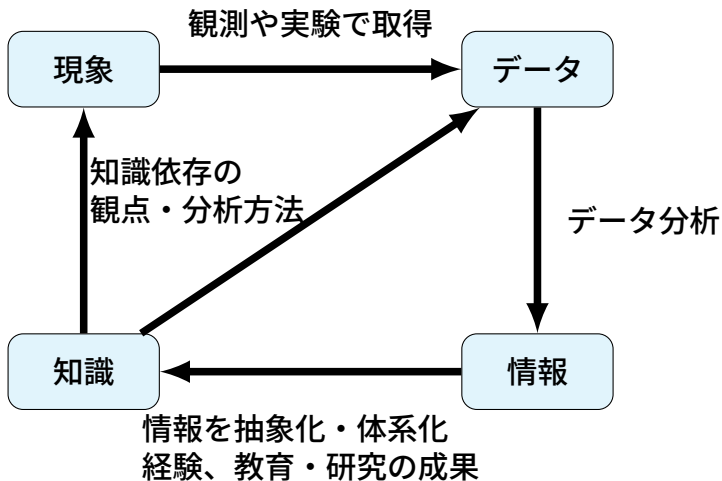 観測や実験で取得
現象
データ
知識依存の
観点・分析方法
データ分析
知識
情報
情報を抽象化・体系化
経験、教育・研究の成果